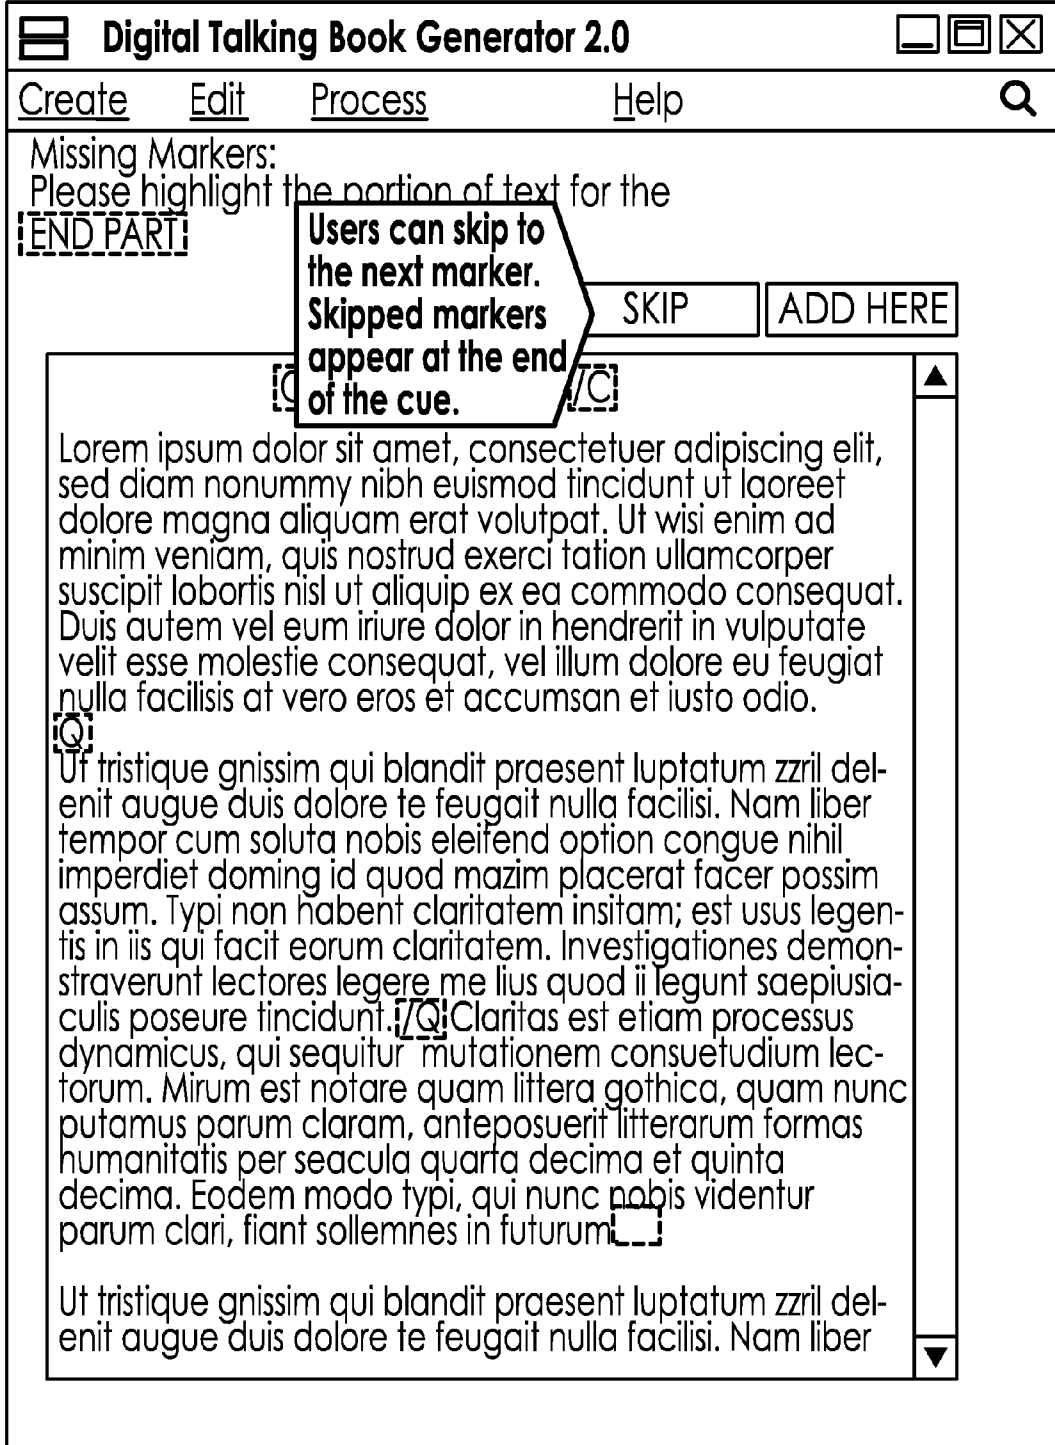 Digital Talking Book Generator 2.0
Create Edit Process Help
Missing Markers:
Please highlight the portion of text for the
END PART
Users can skip to
the next marker.
Skipped markers
appear at the end
of the cue.
SKIP ADD HERE
/C
Lorem ipsum dolor sit amet, consectetuer adipiscing elit,
sed diam nonummy nibh euismod tincidunt ut laoreet
dolore magna aliquam erat volutpat. Ut wisi enim ad
minim veniam, quis nostrud exerci tation ullamcorper
suscipit lobortis nisl ut aliquip ex ea commodo consequat.
Duis autem vel eum iriure dolor in hendrerit in vulputate
velit esse molestie consequat, vel illum dolore eu feugiat
nulla facilisis at vero eros et accumsan et iusto odio.
Q
Ut tristique gnissim qui blandit praesent luptatum zzril del-
enit augue duis dolore te feugait nulla facilisi. Nam liber
tempor cum soluta nobis eleifend option congue nihil
imperdiet doming id quod mazim placerat facer possim
assum. Typi non habent claritatem insitam; est usus legen-
tis in iis qui facit eorum claritatem. Investigationes demon-
straverunt lectores legere me lius quod ii legunt saepiusia-
culis poseure tincidunt. /Q Claritas est etiam processus
dynamicus, qui sequitur mutationem consuetudium lec-
torum. Mirum est notare quam littera gothica, quam nunc
putamus parum claram, anteposuerit litterarum formas
humanitatis per seacula quarta decima et quinta
decima. Eodem modo typi, qui nunc nobis videntur
parum clari, fiant sollemnes in futurum
Ut tristique gnissim qui blandit praesent luptatum zzril del-
enit augue duis dolore te feugait nulla facilisi. Nam liber